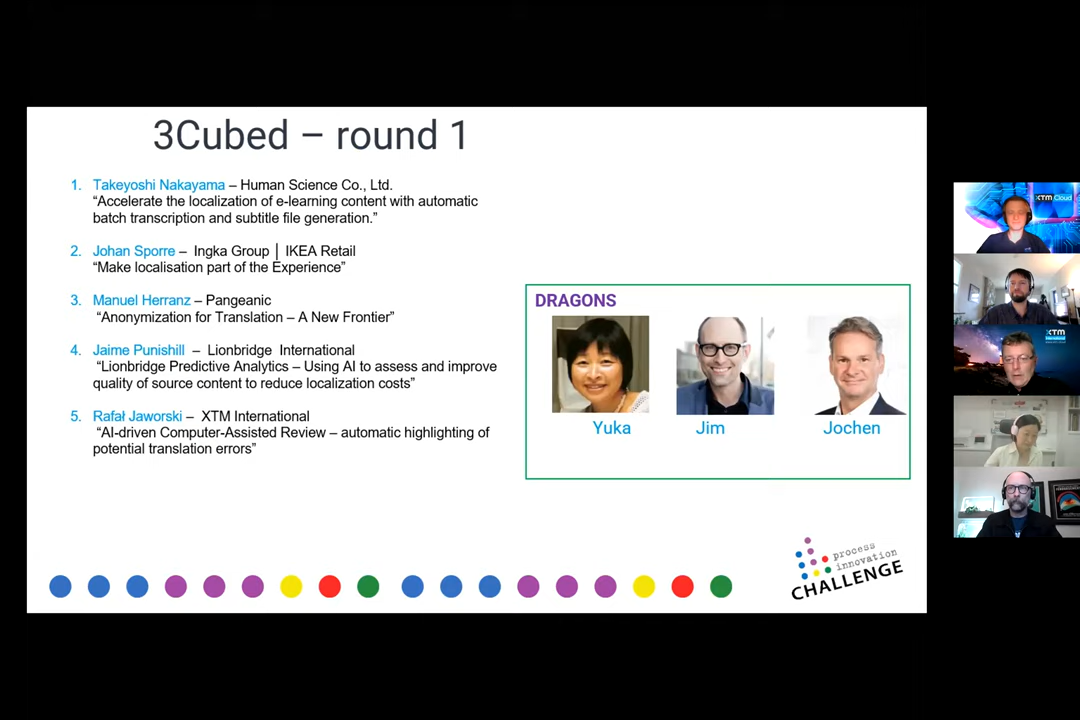 3Cubed – round 1
1. Takeyoshi Nakayama – Human Science Co., Ltd.
“Accelerate the localization of e-learning content with automatic
batch transcription and subtitle file generation.”
2. Johan Sporre – Ingka Group | IKEA Retail
“Make localisation part of the Experience”
3. Manuel Herranz – Pangeanic
“Anonymization for Translation – A New Frontier”
4. Jaime Punishill – Lionbridge International
“Lionbridge Predictive Analytics – Using AI to assess and improve
quality of source content to reduce localization costs”
5. Rafał Jaworski – XTM International
“AI-driven Computer-Assisted Review – automatic highlighting of
potential translation errors”
DRAGONS
Yuka Jim Jochen
process
innovation
CHALLENGE
XTM Cloud
XTM